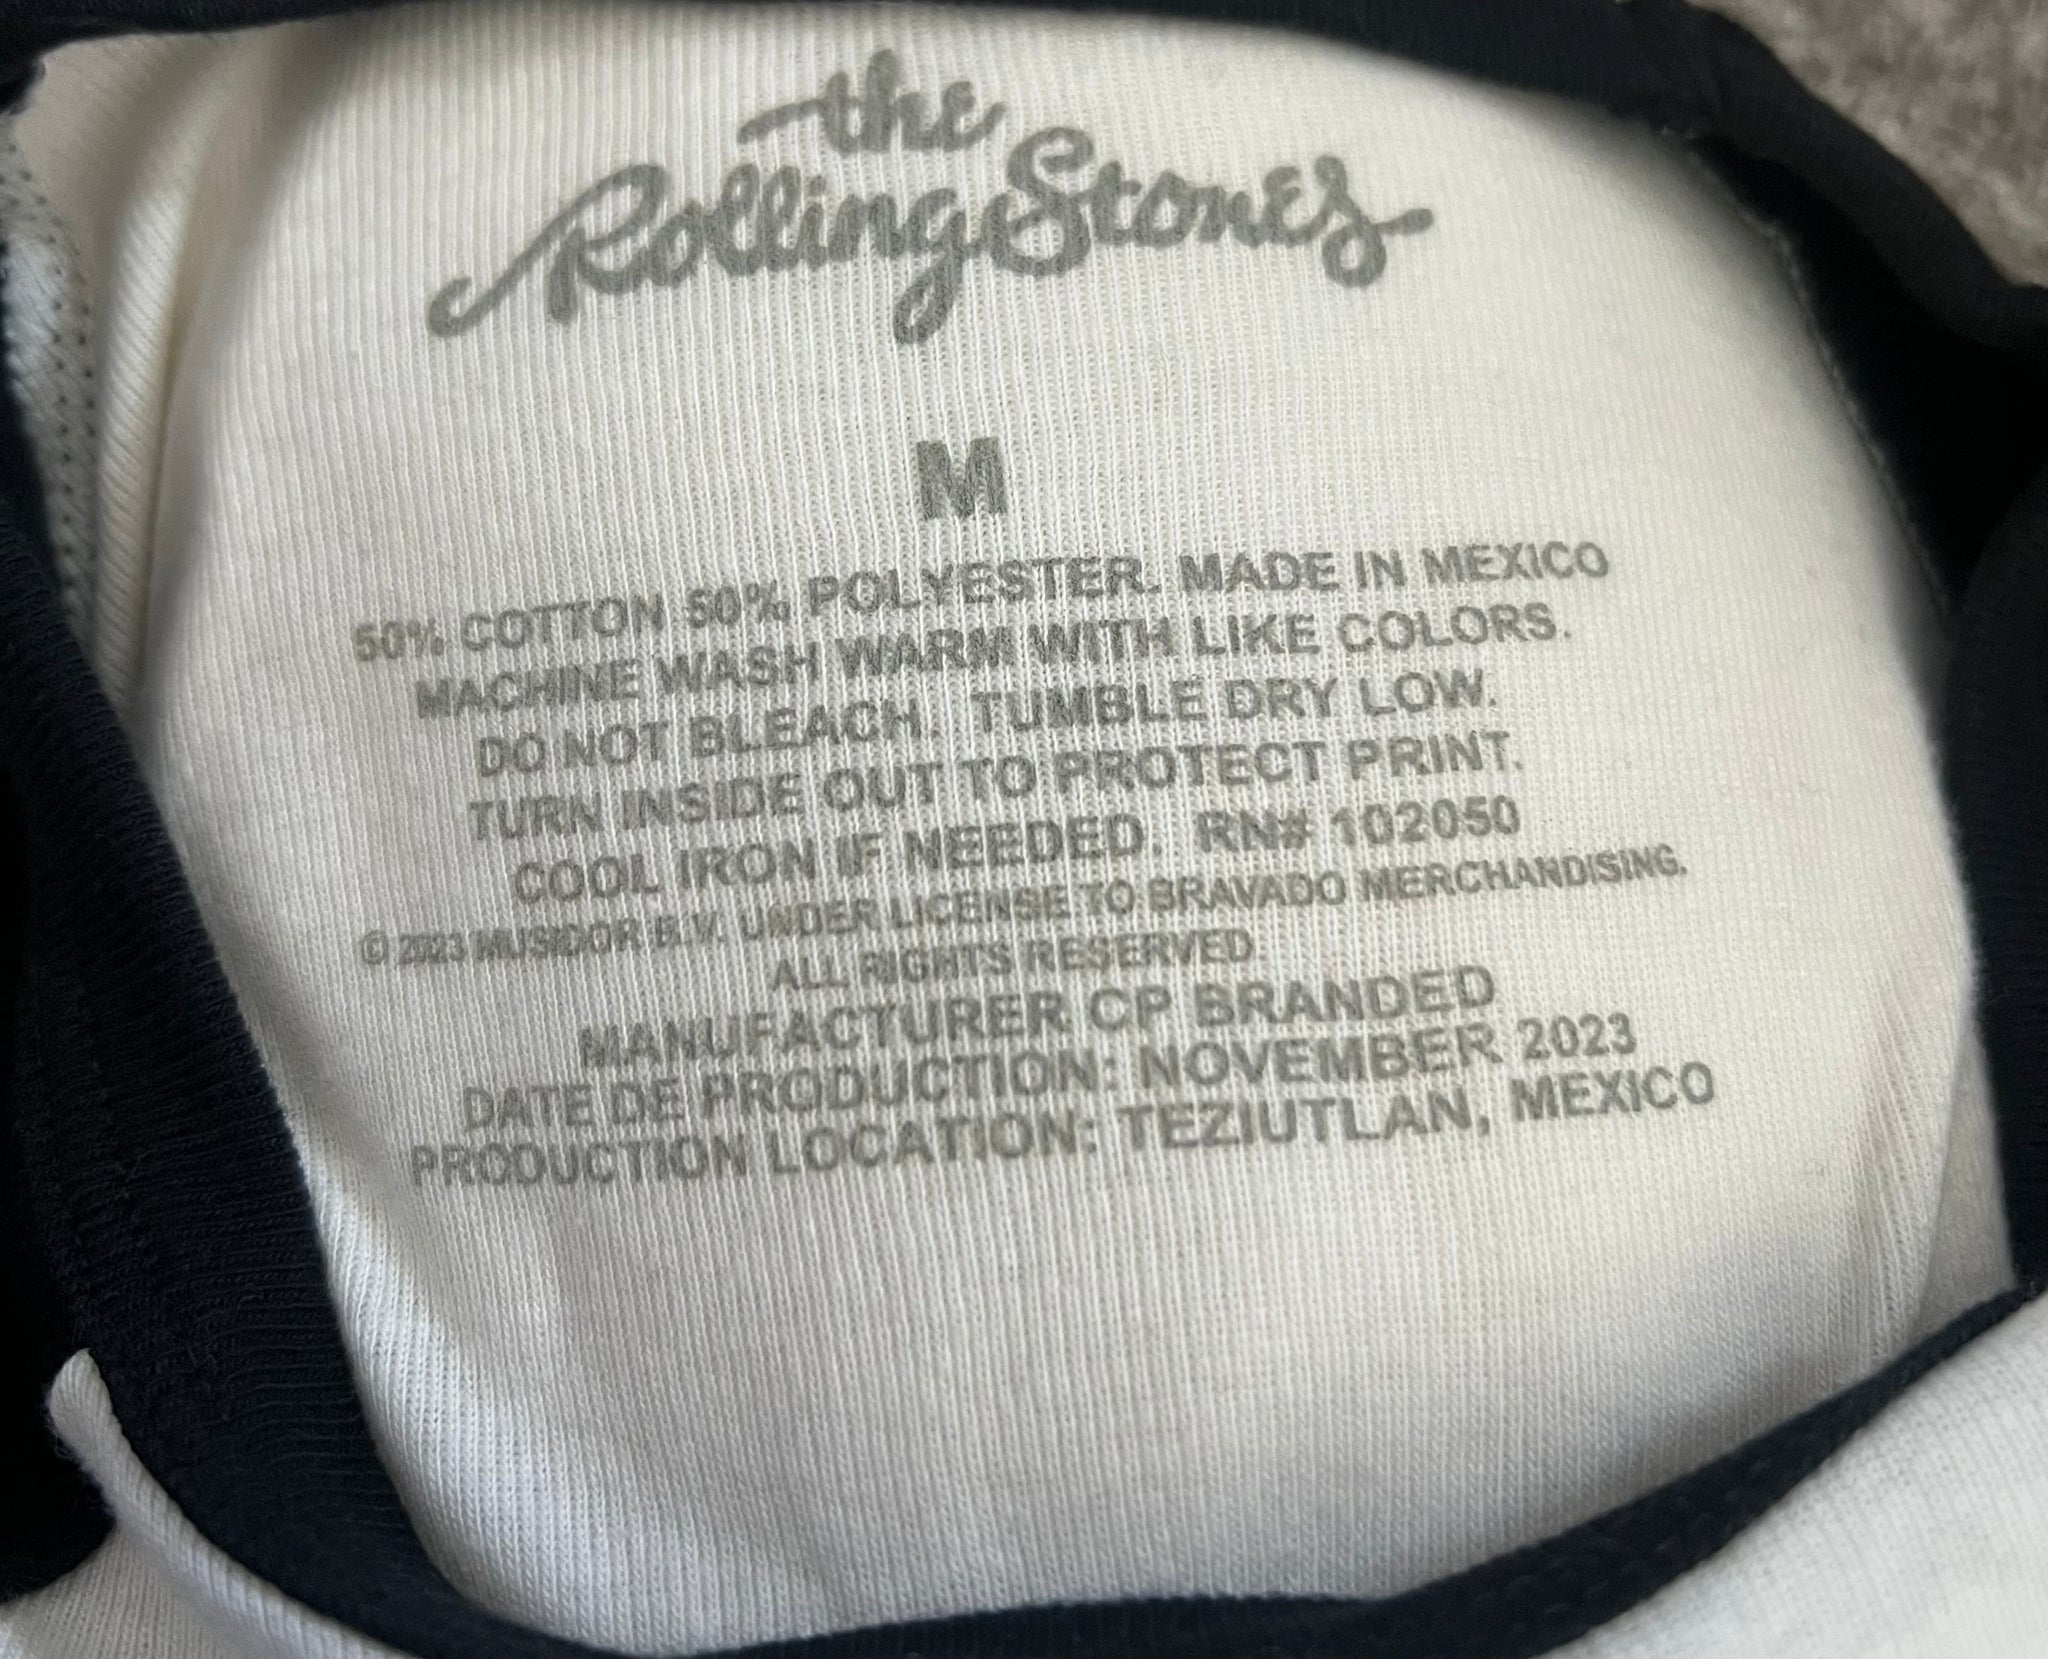 the
Rolling Stones
M
50% COTTON 50% POLYESTER. MADE IN MEXICO
MACHINE WASH WARM WITH LIKE COLORS.
DO NOT BLEACH. TUMBLE DRY LOW.
TURN INSIDE OUT TO PROTECT PRINT.
COOL IRON IF NEEDED. RN# 102050
© 2023 MUSIDOR B.V. UNDER LICENSE TO BRAVADO MERCHANDISING.
ALL RIGHTS RESERVED
MANUFACTURER CP BRANDED
DATE DE PRODUCTION: NOVEMBER 2023
PRODUCTION LOCATION: TEZIUTLAN, MEXICO